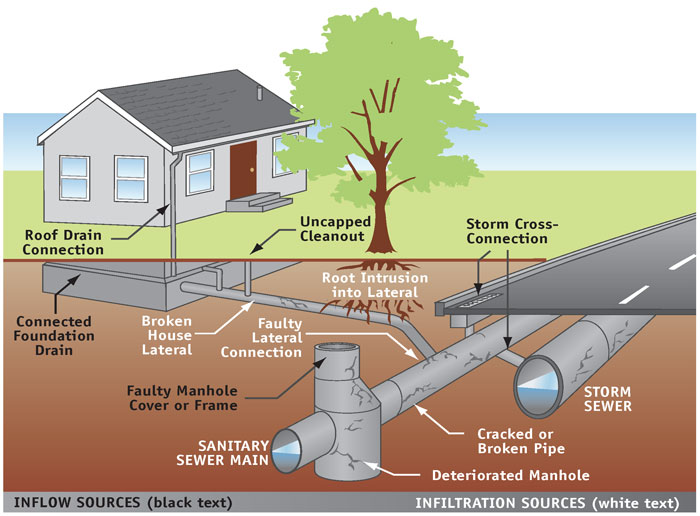 Roof Drain
Connection
Uncapped
Cleanout
Storm Cross-
Connection
Root Intrusion
into Lateral
Connected
Foundation
Drain
Broken
House
Lateral
Faulty
Lateral
Connection
Faulty Manhole
Cover or Frame
STORM
SEWER
SANITARY
SEWER MAIN
Cracked or
Broken Pipe
Deteriorated Manhole
INFLOW SOURCES (black text)
INFILTRATION SOURCES (white text)